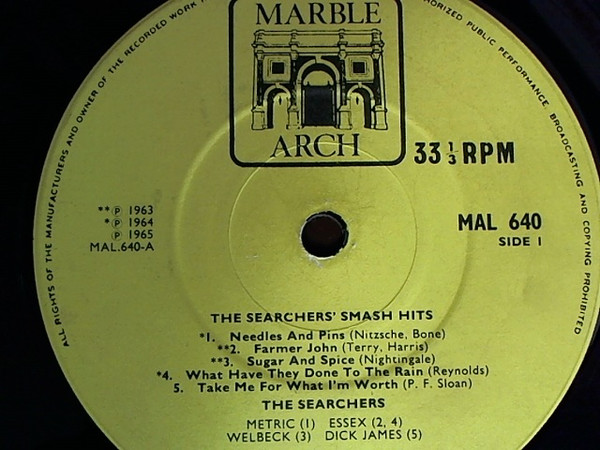 ALL RIGHTS OF THE MANUFACTURERS AND OWNER OF THE RECORDED WORK
ORIZED PUBLIC PERFORMANCE, BROADCASTING AND COPYING PROHIBITED
MARBLE
ARCH
33 1/3 RPM
** ℗ 1963
* ℗ 1964
℗ 1965
MAL.640-A
MAL 640
SIDE 1
THE SEARCHERS' SMASH HITS
*1. Needles And Pins (Nitzsche, Bone)
**2. Farmer John (Terry, Harris)
**3. Sugar And Spice (Nightingale)
*4. What Have They Done To The Rain (Reynolds)
5. Take Me For What I'm Worth (P. F. Sloan)
THE SEARCHERS
METRIC (1) ESSEX (2, 4)
WELBECK (3) DICK JAMES (5)